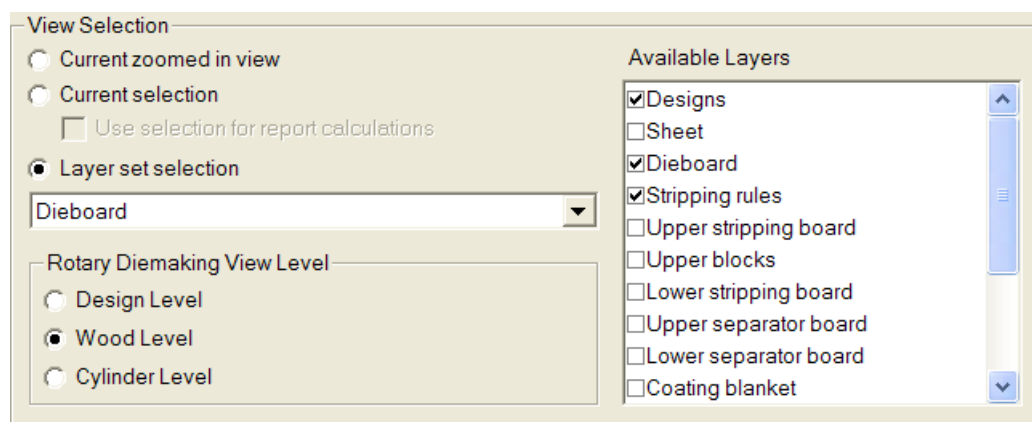 View Selection
Current zoomed in view
Current selection
Use selection for report calculations
Layer set selection
Dieboard
Rotary Diemaking View Level
Design Level
Wood Level
Cylinder Level
Available Layers
Designs
Sheet
Dieboard
Stripping rules
Upper stripping board
Upper blocks
Lower stripping board
Upper separator board
Lower separator board
Coating blanket